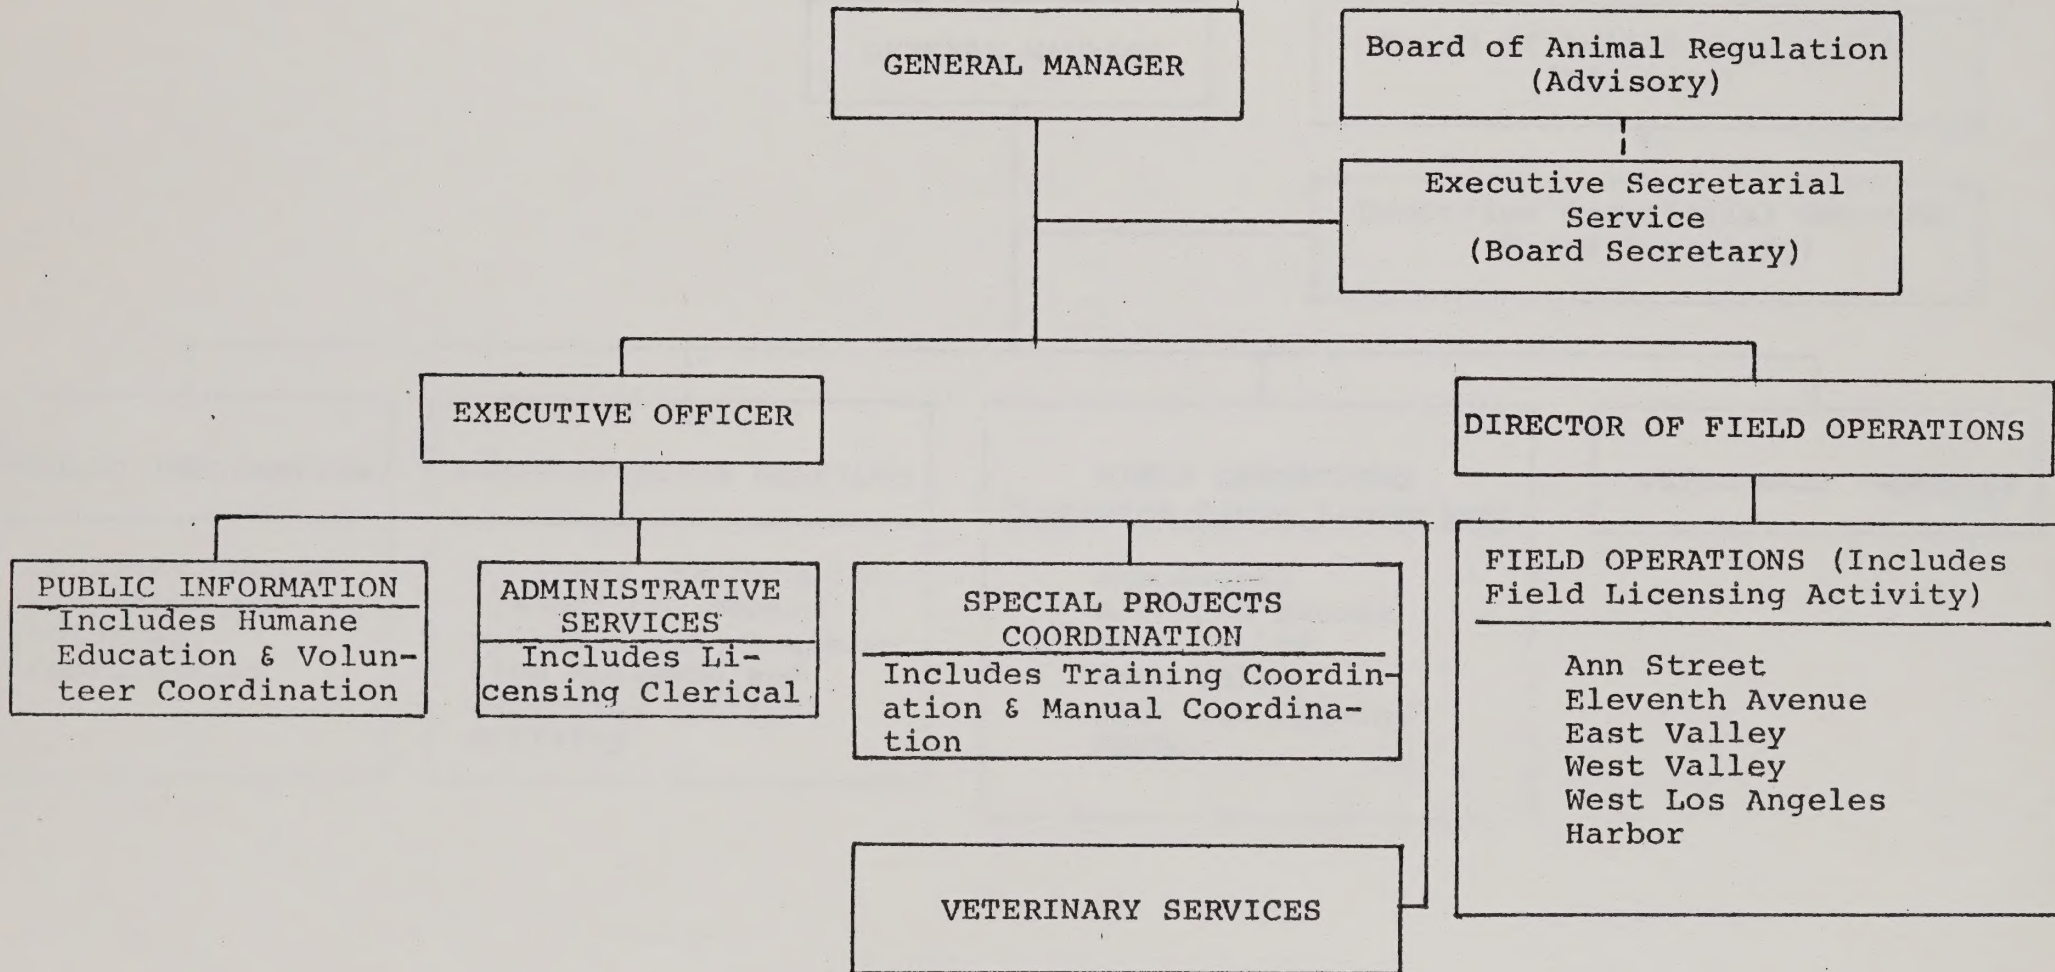 GENERAL MANAGER
Board of Animal Regulation
(Advisory)
Executive Secretarial
Service
(Board Secretary)
EXECUTIVE OFFICER
DIRECTOR OF FIELD OPERATIONS
PUBLIC INFORMATION
Includes Humane
Education & Volun-
teer Coordination
ADMINISTRATIVE
SERVICES
Includes Li-
censing Clerical
SPECIAL PROJECTS
COORDINATION
Includes Training Coordin-
ation & Manual Coordina-
tion
VETERINARY SERVICES
FIELD OPERATIONS (Includes
Field Licensing Activity)
Ann Street
Eleventh Avenue
East Valley
West Valley
West Los Angeles
Harbor